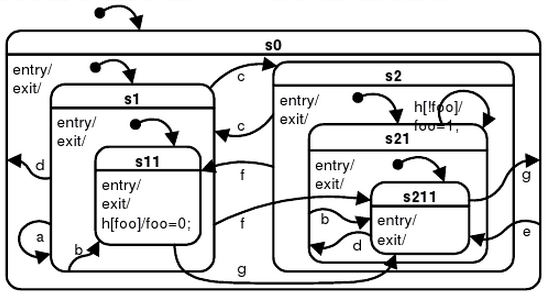 s0
entry/
exit/
s1
entry/
exit/
s11
entry/
exit/
h[foo]/foo=0;
s2
entry/
exit/
h[!foo]/
foo=1;
s21
entry/
exit/
s211
entry/
exit/
c
c
f
f
g
g
e
d
a
b
b
d